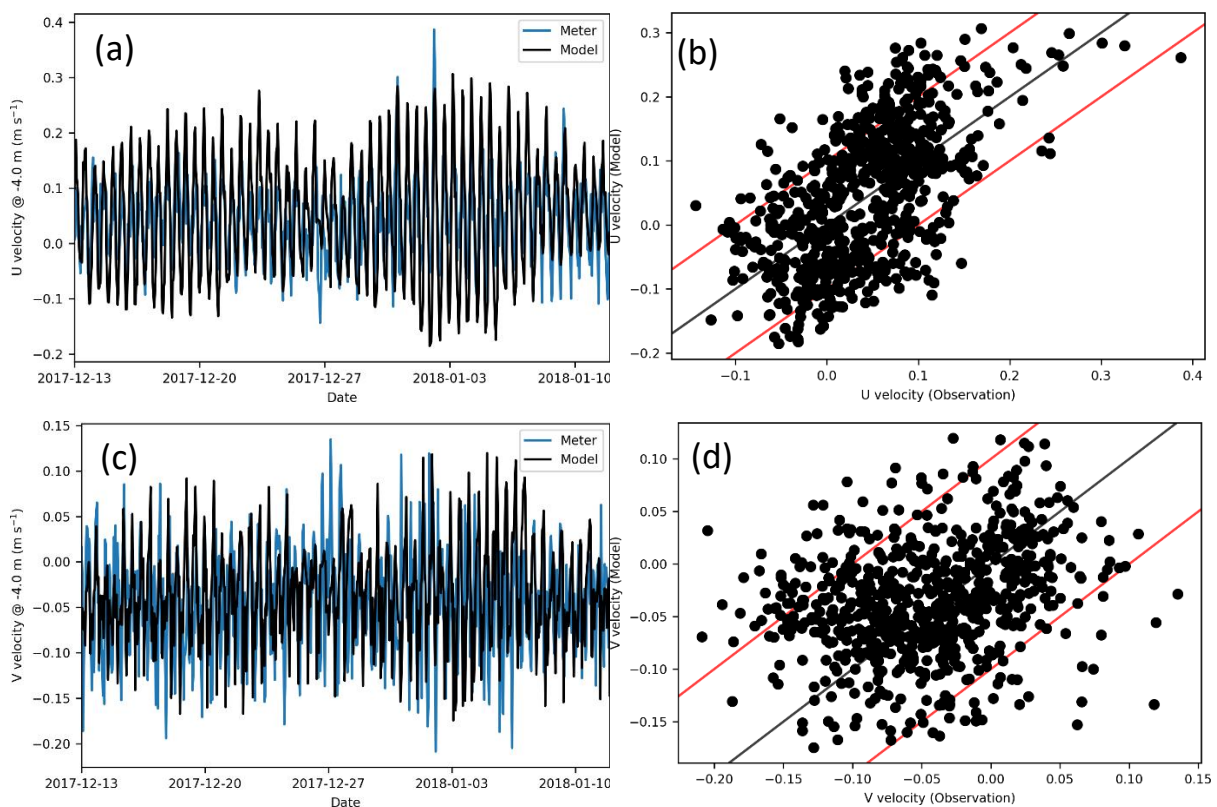 (a)
Meter
Model
0.4
0.3
0.2
0.1
0.0
−0.1
−0.2
U velocity @ -4.0 m (m s⁻¹)
2017-12-13 2017-12-20 2017-12-27 2018-01-03 2018-01-10
Date
(b)
0.3
0.2
0.1
0.0
−0.1
−0.2
U velocity (Model)
−0.1 0.0 0.1 0.2 0.3 0.4
U velocity (Observation)
(c)
Meter
Model
0.15
0.10
0.05
0.00
−0.05
−0.10
−0.15
−0.20
V velocity @ -4.0 m (m s⁻¹)
2017-12-13 2017-12-20 2017-12-27 2018-01-03 2018-01-10
Date
(d)
0.10
0.05
0.00
−0.05
−0.10
−0.15
V velocity (Model)
−0.20 −0.15 −0.10 −0.05 0.00 0.05 0.10 0.15
V velocity (Observation)